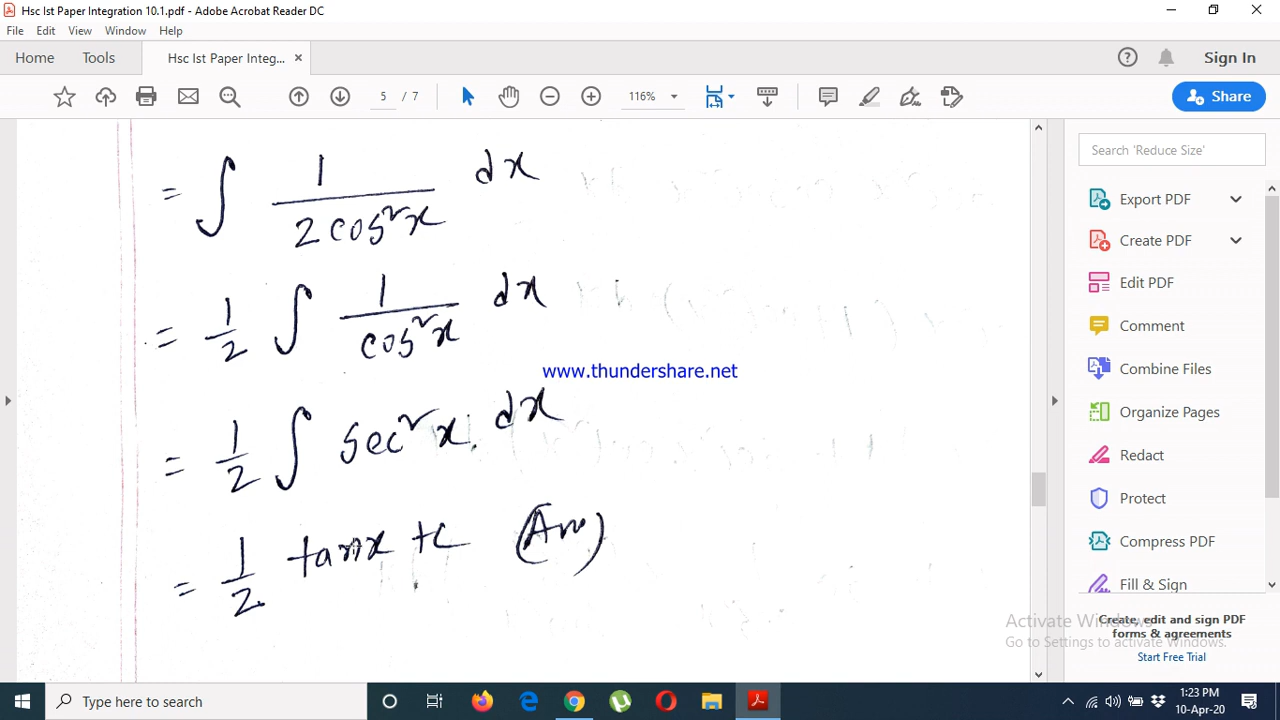 Hsc Ist Paper Integration 10.1.pdf - Adobe Acrobat Reader DC
File Edit View Window Help
Home Tools Hsc Ist Paper Integ... × Sign In
5 / 7 116% Share
= ∫ 1 / 2 cos²x dx
= 1/2 ∫ 1 / cos²x dx
www.thundershare.net
= 1/2 ∫ sec²x. dx
= 1/2 tanx + c (Ans)
Search 'Reduce Size'
Export PDF
Create PDF
Edit PDF
Comment
Combine Files
Organize Pages
Redact
Protect
Compress PDF
Fill & Sign
Create, edit and sign PDF
forms & agreements
Start Free Trial
Activate Windows
Go to Settings to activate Windows.
Type here to search
1:23 PM
10-Apr-20